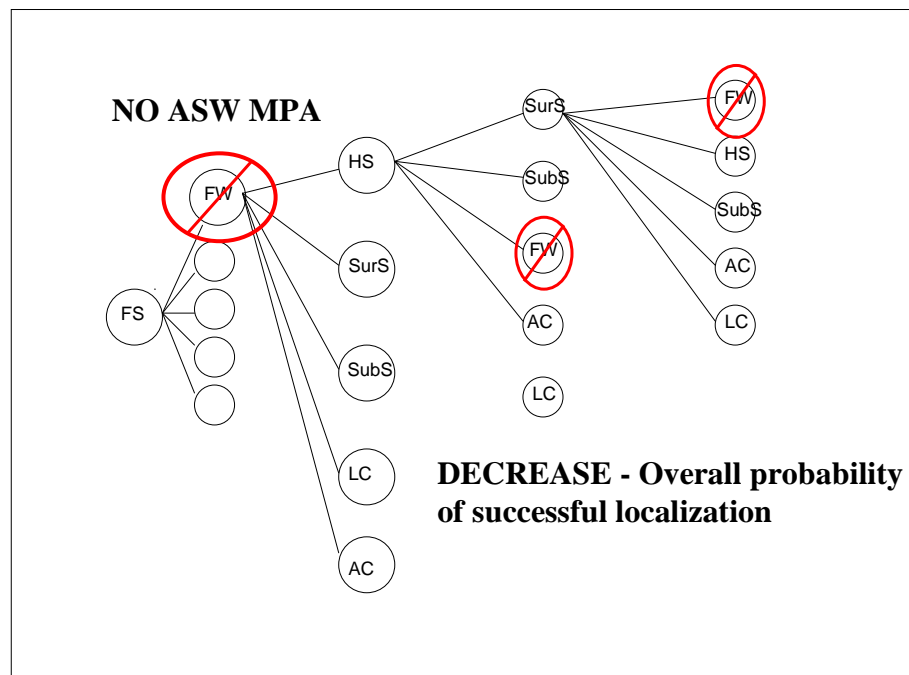 NO ASW MPA
FS
FW
HS
SurS
SubS
LC
AC
SurS
SubS
FW
AC
LC
FW
HS
SubS
AC
LC
DECREASE - Overall probability
of successful localization